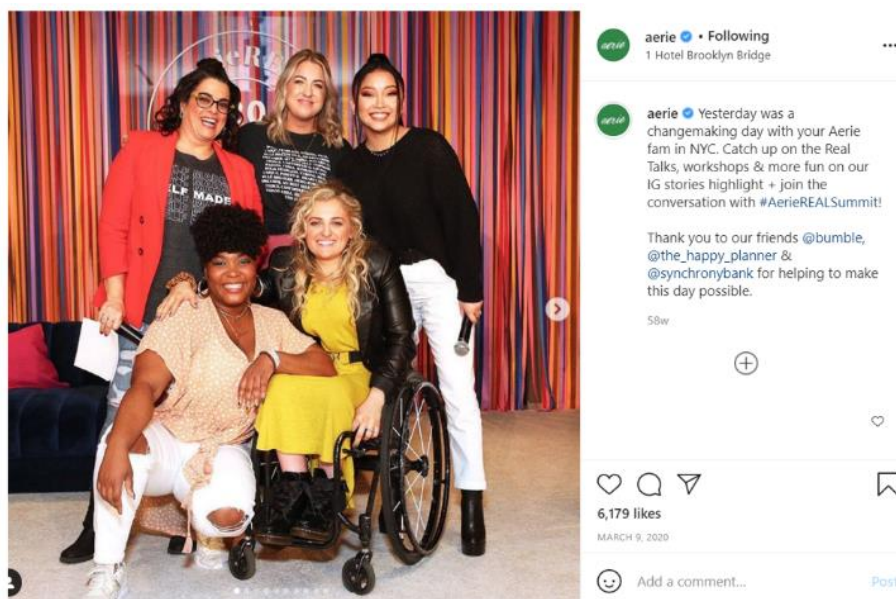 aerie • Following
1 Hotel Brooklyn Bridge
aerie
aerie
aerie Yesterday was a
changemaking day with your Aerie
fam in NYC. Catch up on the Real
Talks, workshops & more fun on our
IG stories highlight + join the
conversation with #AerieREALSummit!
Thank you to our friends @bumble,
@the_happy_planner &
@synchronybank for helping to make
this day possible.
58w
6,179 likes
MARCH 9, 2020
Add a comment...
Post
SELF MADE